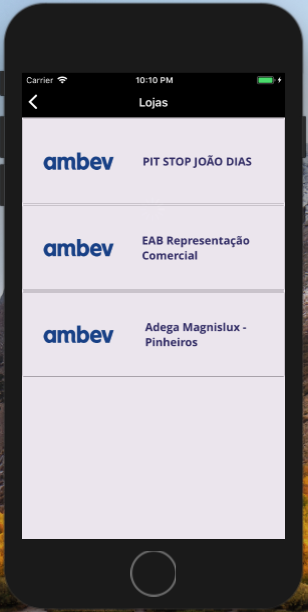 Carrier 10:10 PM
Lojas
ambev PIT STOP JOÃO DIAS
ambev EAB Representação
Comercial
ambev Adega Magnislux -
Pinheiros